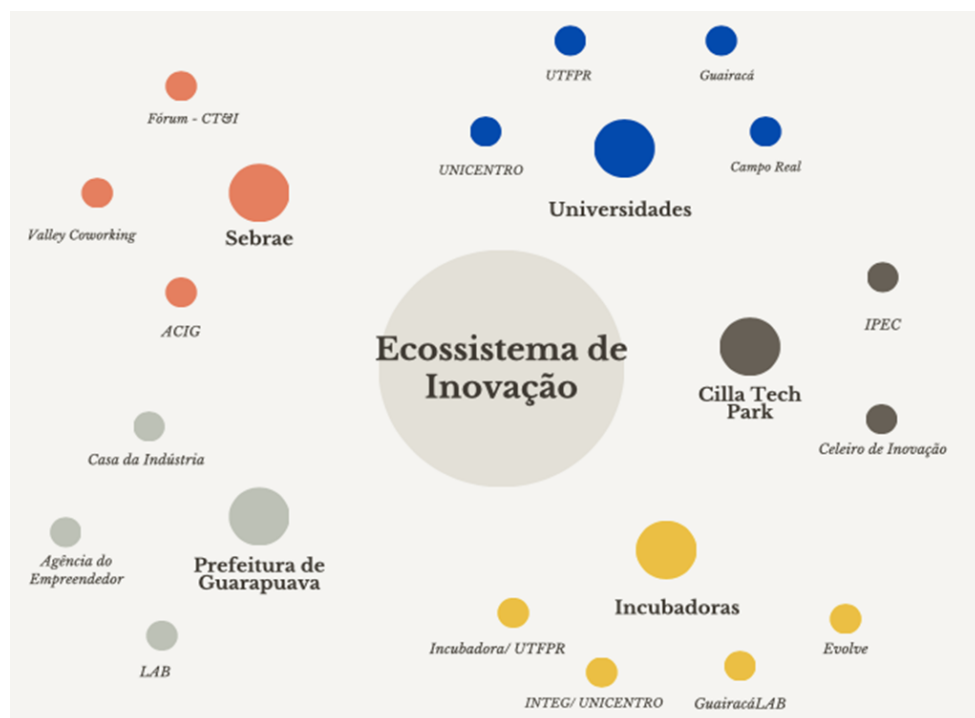 UTFPR
Guairacá
Fórum - CT&I
UNICENTRO
Campo Real
Universidades
Valley Coworking
Sebrae
IPEC
ACIG
Ecossistema de
Inovação
Cilla Tech
Park
Celeiro de Inovação
Casa da Indústria
Agência do
Empreendedor
Prefeitura de
Guarapuava
Incubadoras
Incubadora/ UTFPR
Evolve
LAB
INTEG/ UNICENTRO
GuairacáLAB